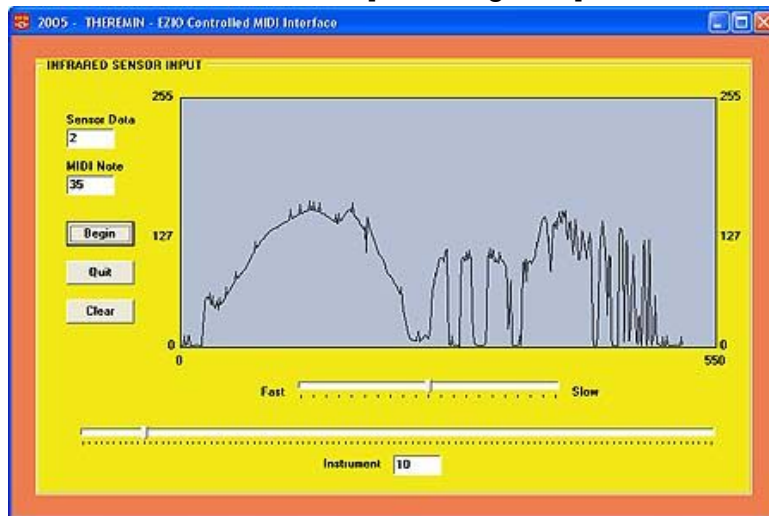 2005 - THEREMIN - EZIO Controlled MIDI Interface
INFRARED SENSOR INPUT
255 255
Sensor Data
2
MIDI Note
35
Begin
127 127
Quit
Clear
0 0
0 550
Fast Slow
Instrument 10